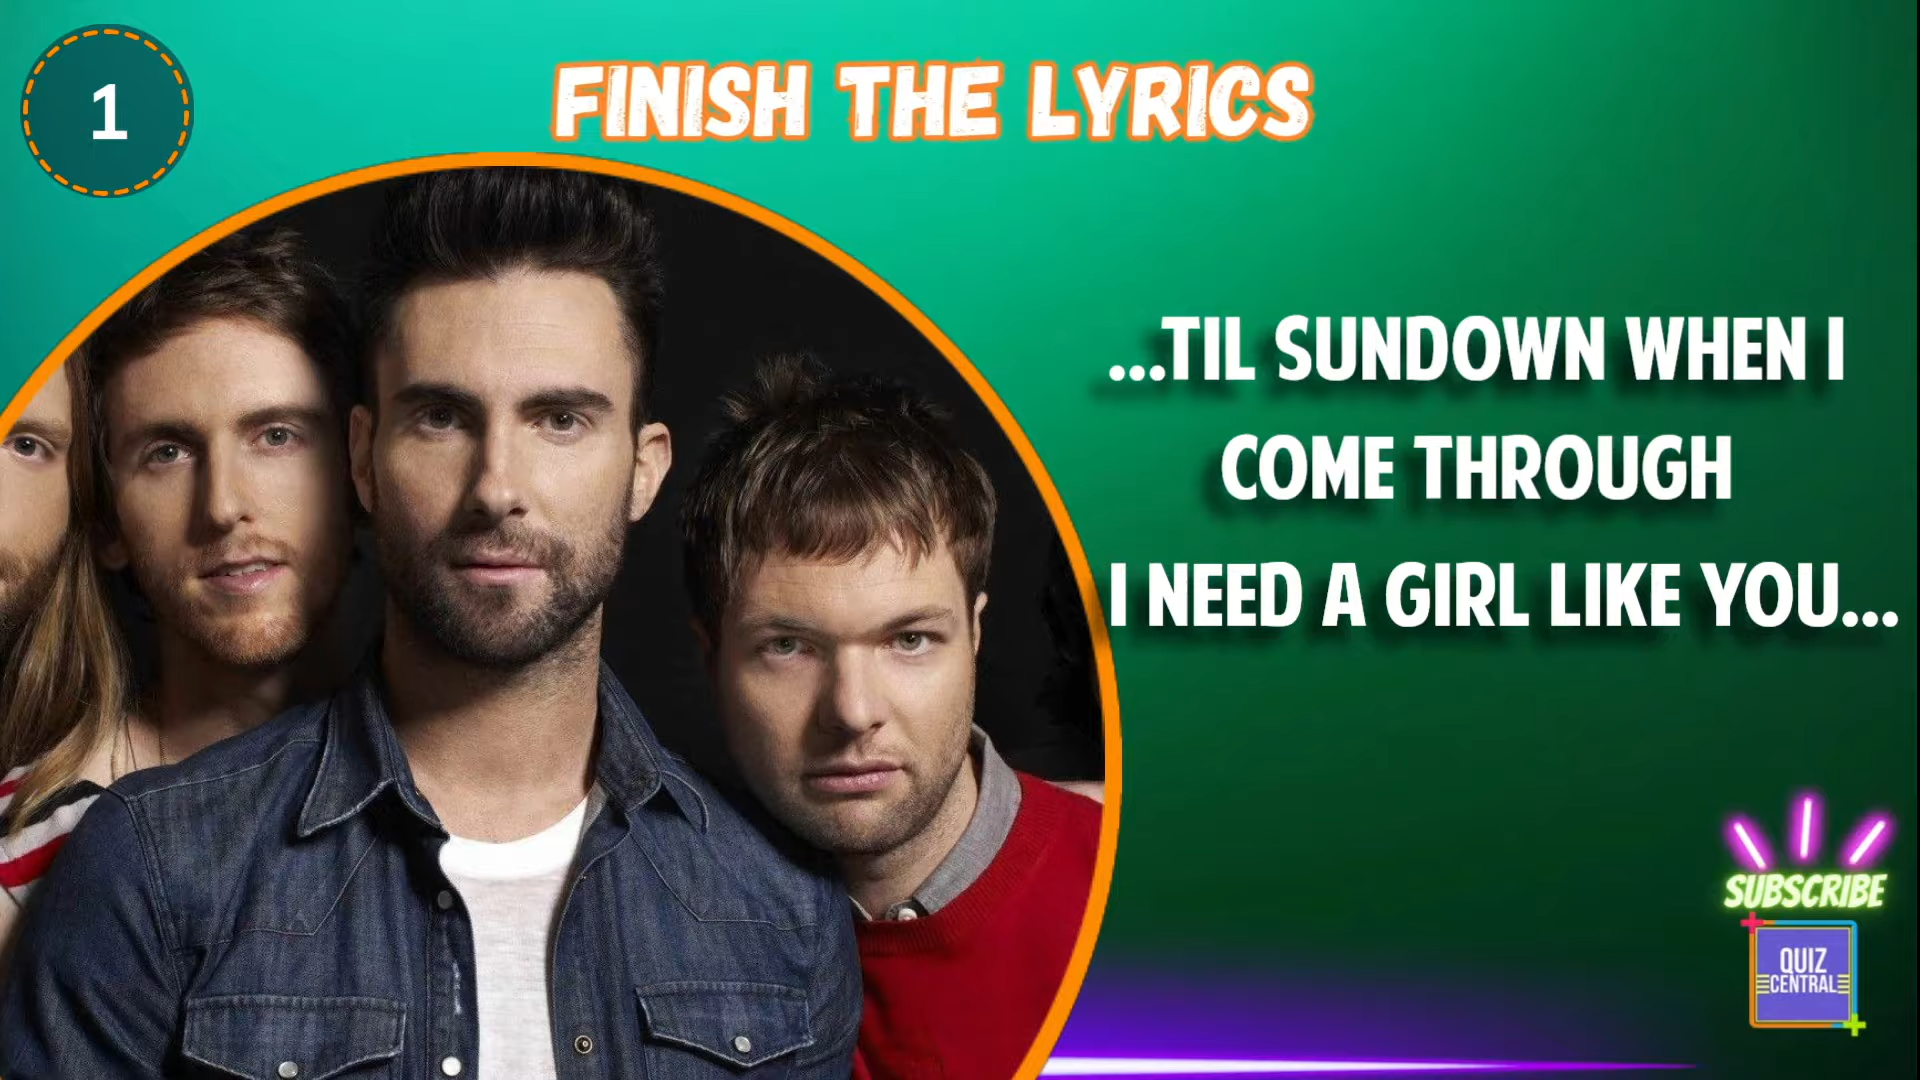 1
FINISH THE LYRICS
...TIL SUNDOWN WHEN I
COME THROUGH
I NEED A GIRL LIKE YOU...
SUBSCRIBE
QUIZ
CENTRAL